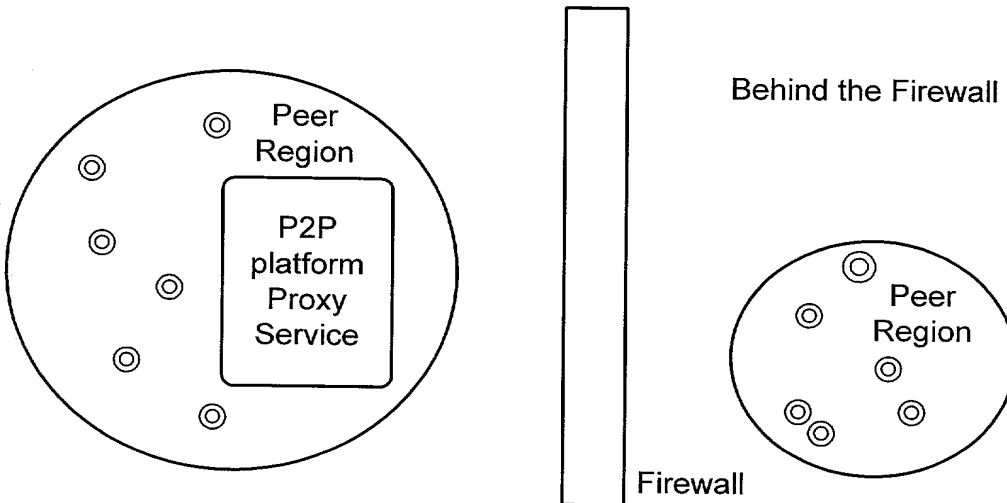 Peer
Region
P2P
platform
Proxy
Service
Behind the Firewall
Peer
Region
Firewall